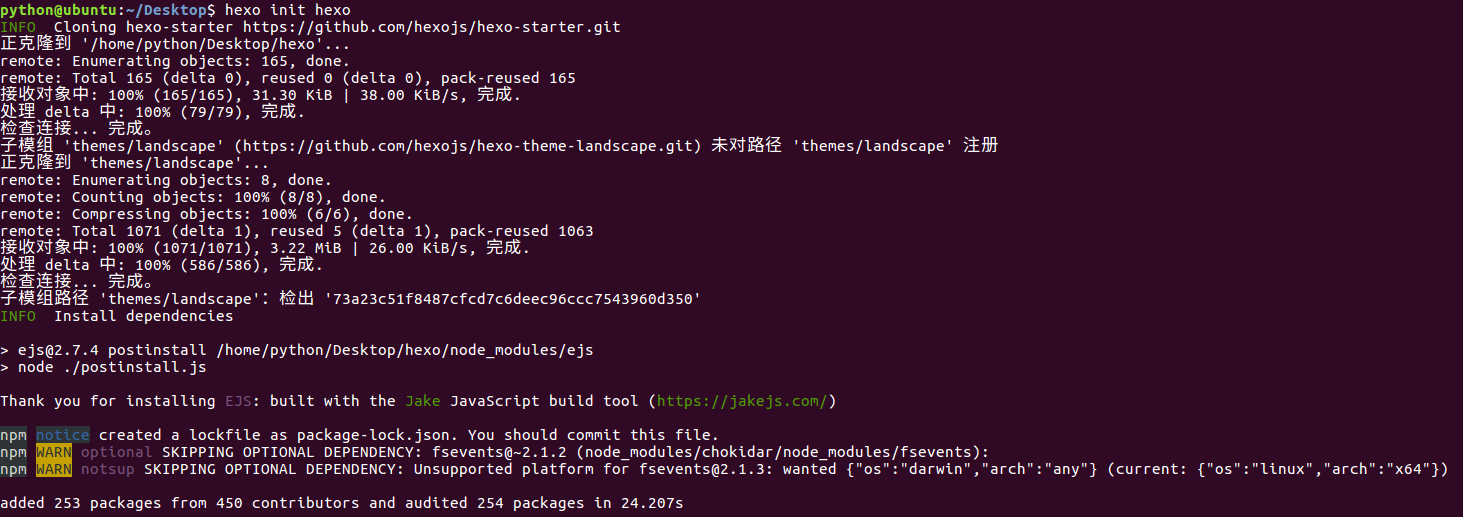 python@ubuntu:~/Desktop$ hexo init hexo
INFO  Cloning hexo-starter https://github.com/hexojs/hexo-starter.git
正克隆到 '/home/python/Desktop/hexo'...
remote: Enumerating objects: 165, done.
remote: Total 165 (delta 0), reused 0 (delta 0), pack-reused 165
接收对象中: 100% (165/165), 31.30 KiB | 38.00 KiB/s, 完成.
处理 delta 中: 100% (79/79), 完成.
检查连接... 完成。
子模组 'themes/landscape' (https://github.com/hexojs/hexo-theme-landscape.git) 未对路径 'themes/landscape' 注册
正克隆到 'themes/landscape'...
remote: Enumerating objects: 8, done.
remote: Counting objects: 100% (8/8), done.
remote: Compressing objects: 100% (6/6), done.
remote: Total 1071 (delta 1), reused 5 (delta 1), pack-reused 1063
接收对象中: 100% (1071/1071), 3.22 MiB | 26.00 KiB/s, 完成.
处理 delta 中: 100% (586/586), 完成.
检查连接... 完成。
子模组路径 'themes/landscape'：检出 '73a23c51f8487cfcd7c6deec96ccc7543960d350'
INFO  Install dependencies
> ejs@2.7.4 postinstall /home/python/Desktop/hexo/node_modules/ejs
> node ./postinstall.js
Thank you for installing EJS: built with the Jake JavaScript build tool (https://jakejs.com/)
npm notice created a lockfile as package-lock.json. You should commit this file.
npm WARN optional SKIPPING OPTIONAL DEPENDENCY: fsevents@~2.1.2 (node_modules/chokidar/node_modules/fsevents):
npm WARN notsup SKIPPING OPTIONAL DEPENDENCY: Unsupported platform for fsevents@2.1.3: wanted {"os":"darwin","arch":"any"} (current: {"os":"linux","arch":"x64"})
added 253 packages from 450 contributors and audited 254 packages in 24.207s